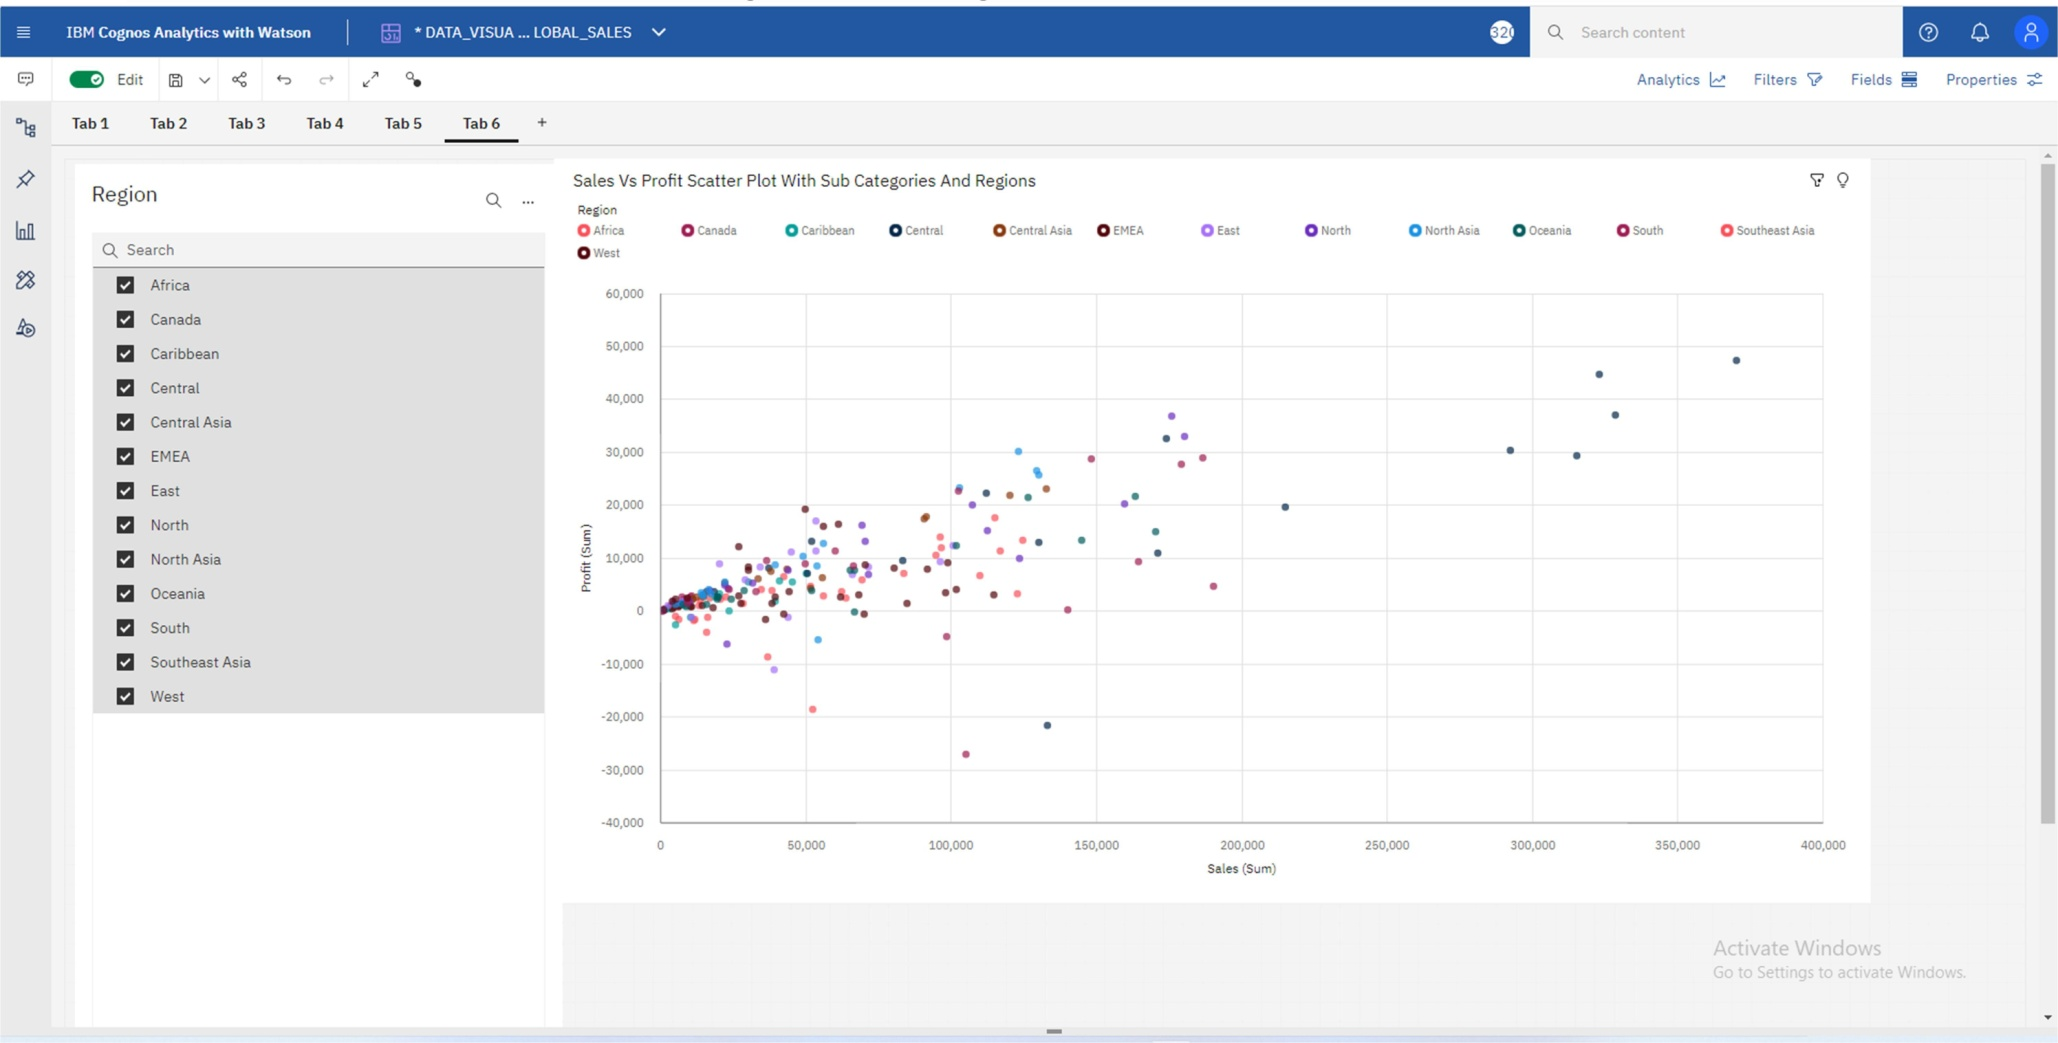 IBM Cognos Analytics with Watson
* DATA_VISUA ... LOBAL_SALES
Search content
Edit
Analytics
Filters
Fields
Properties
Tab 1 Tab 2 Tab 3 Tab 4 Tab 5 Tab 6 +
Region
...
Search
Africa
Canada
Caribbean
Central
Central Asia
EMEA
East
North
North Asia
Oceania
South
Southeast Asia
West
Sales Vs Profit Scatter Plot With Sub Categories And Regions
Region
Africa Canada Caribbean Central Central Asia EMEA East North North Asia Oceania South Southeast Asia
West
60,000
50,000
40,000
30,000
20,000
10,000
0
-10,000
-20,000
-30,000
-40,000
Profit (Sum)
0 50,000 100,000 150,000 200,000 250,000 300,000 350,000 400,000
Sales (Sum)
Activate Windows
Go to Settings to activate Windows.